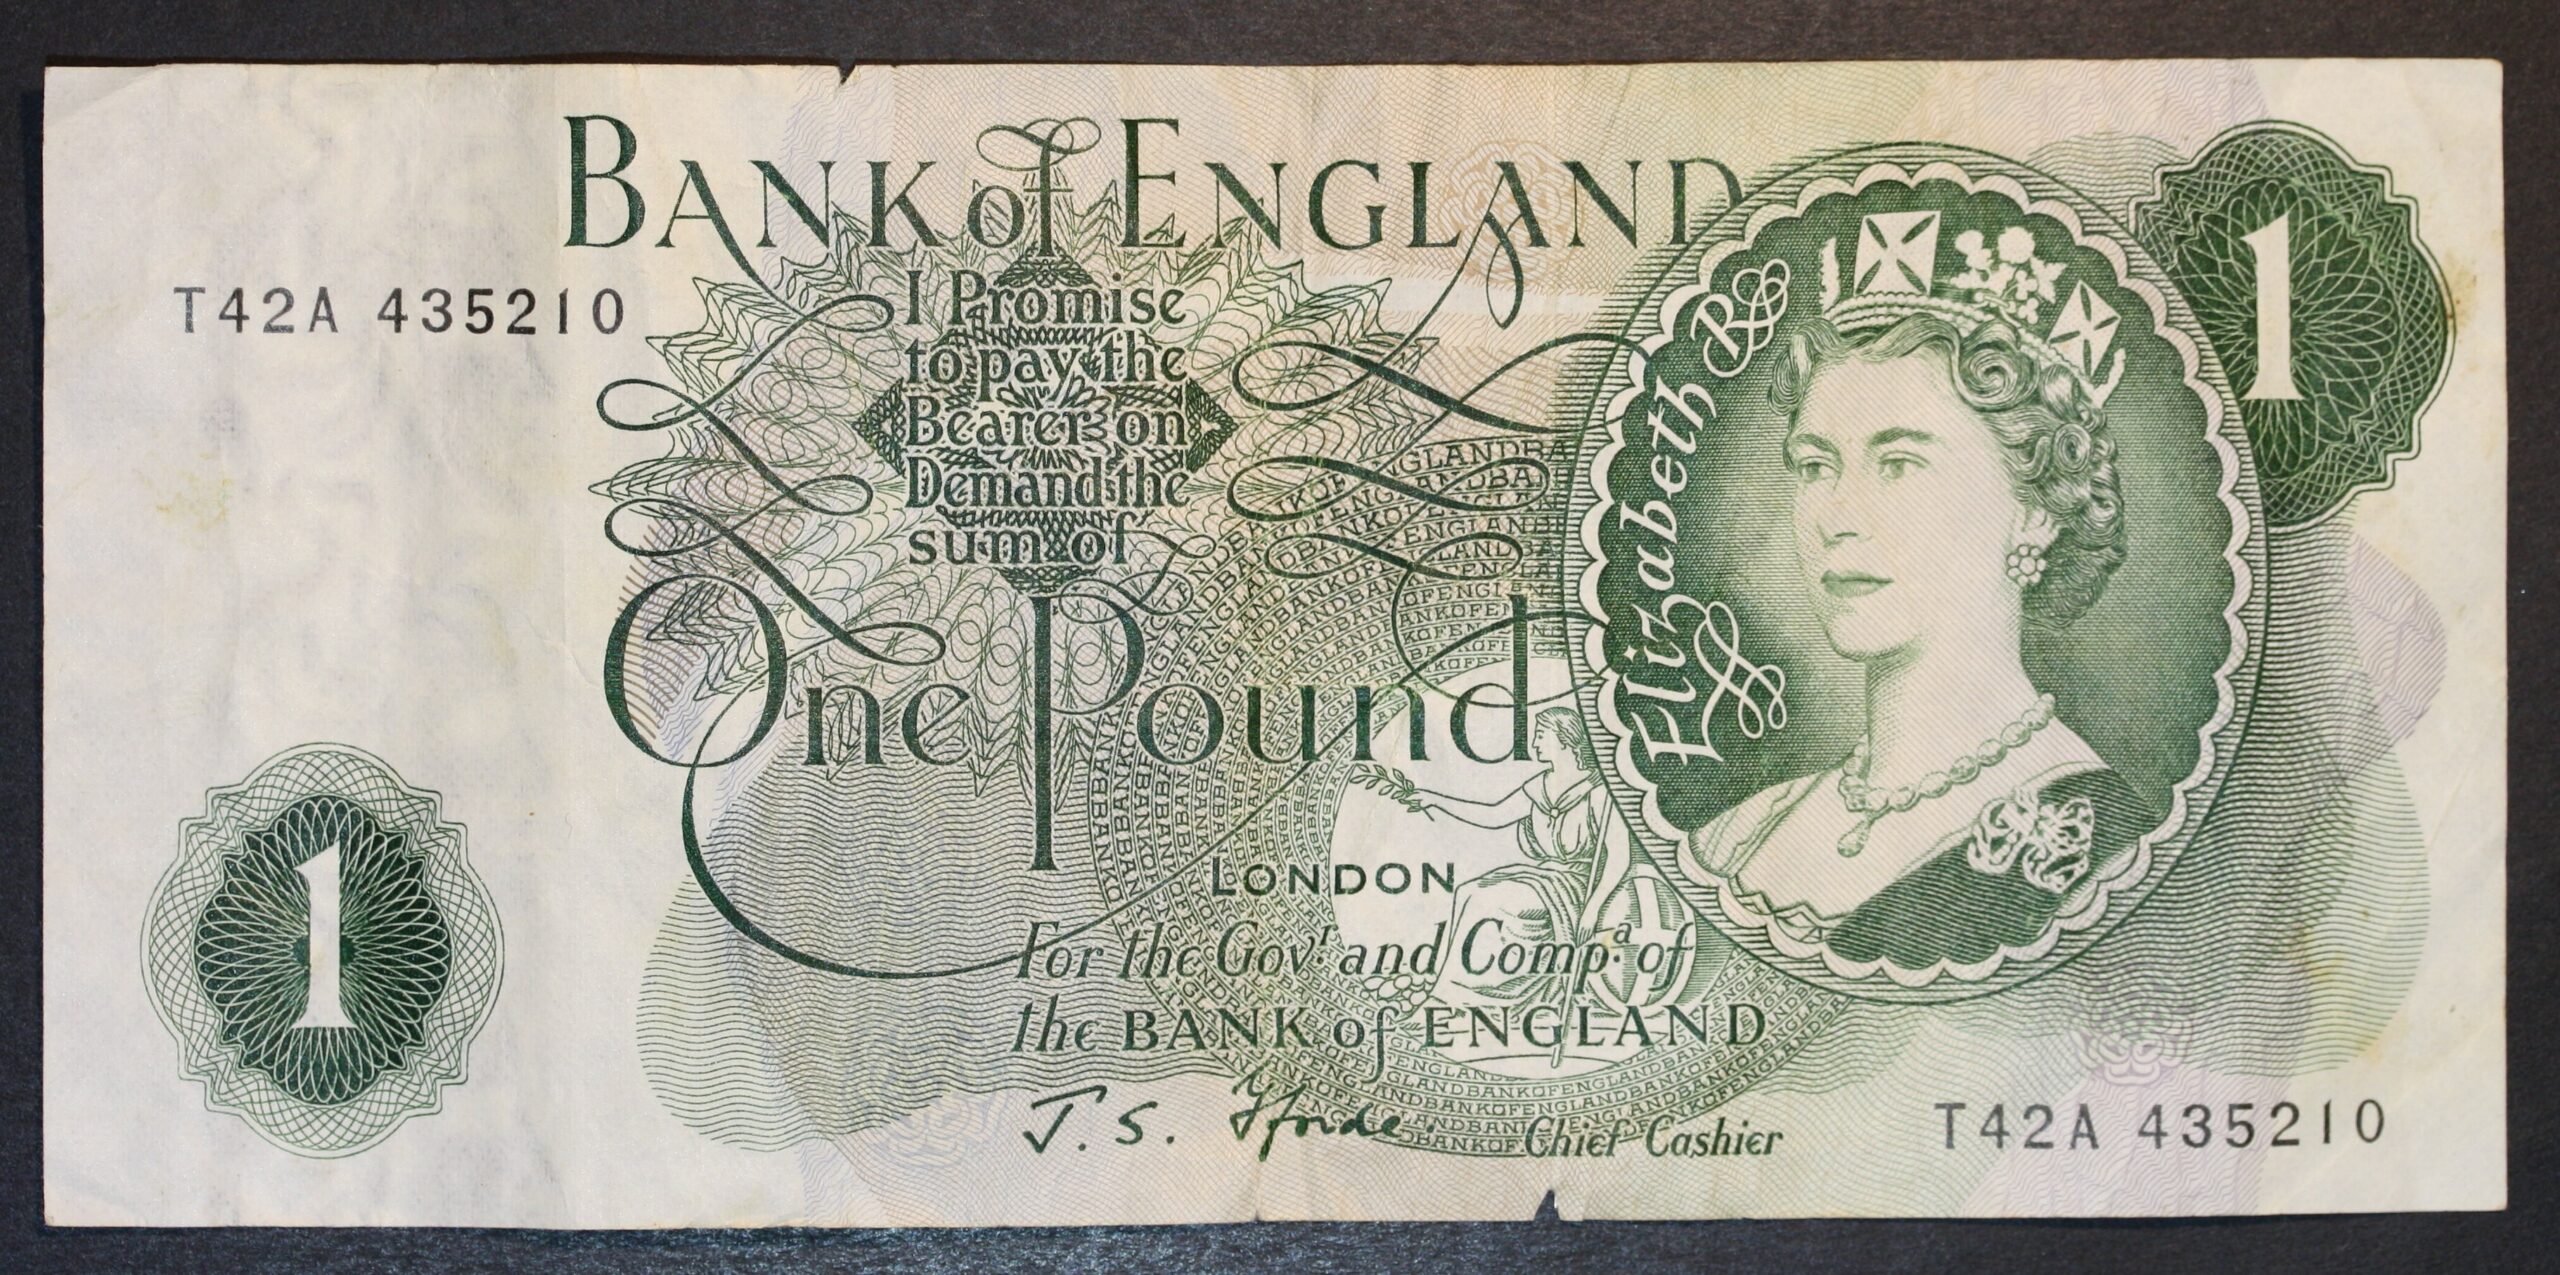 BANK of ENGLAND
T42A 435210
I Promise
to pay the
Bearer on
Demand the
sum of
One Pound
1
Elizabeth R
1
LONDON
For the Govr. and Compa. of
the BANK of ENGLAND
J. S. Fforde.
Chief Cashier
T42A 435210